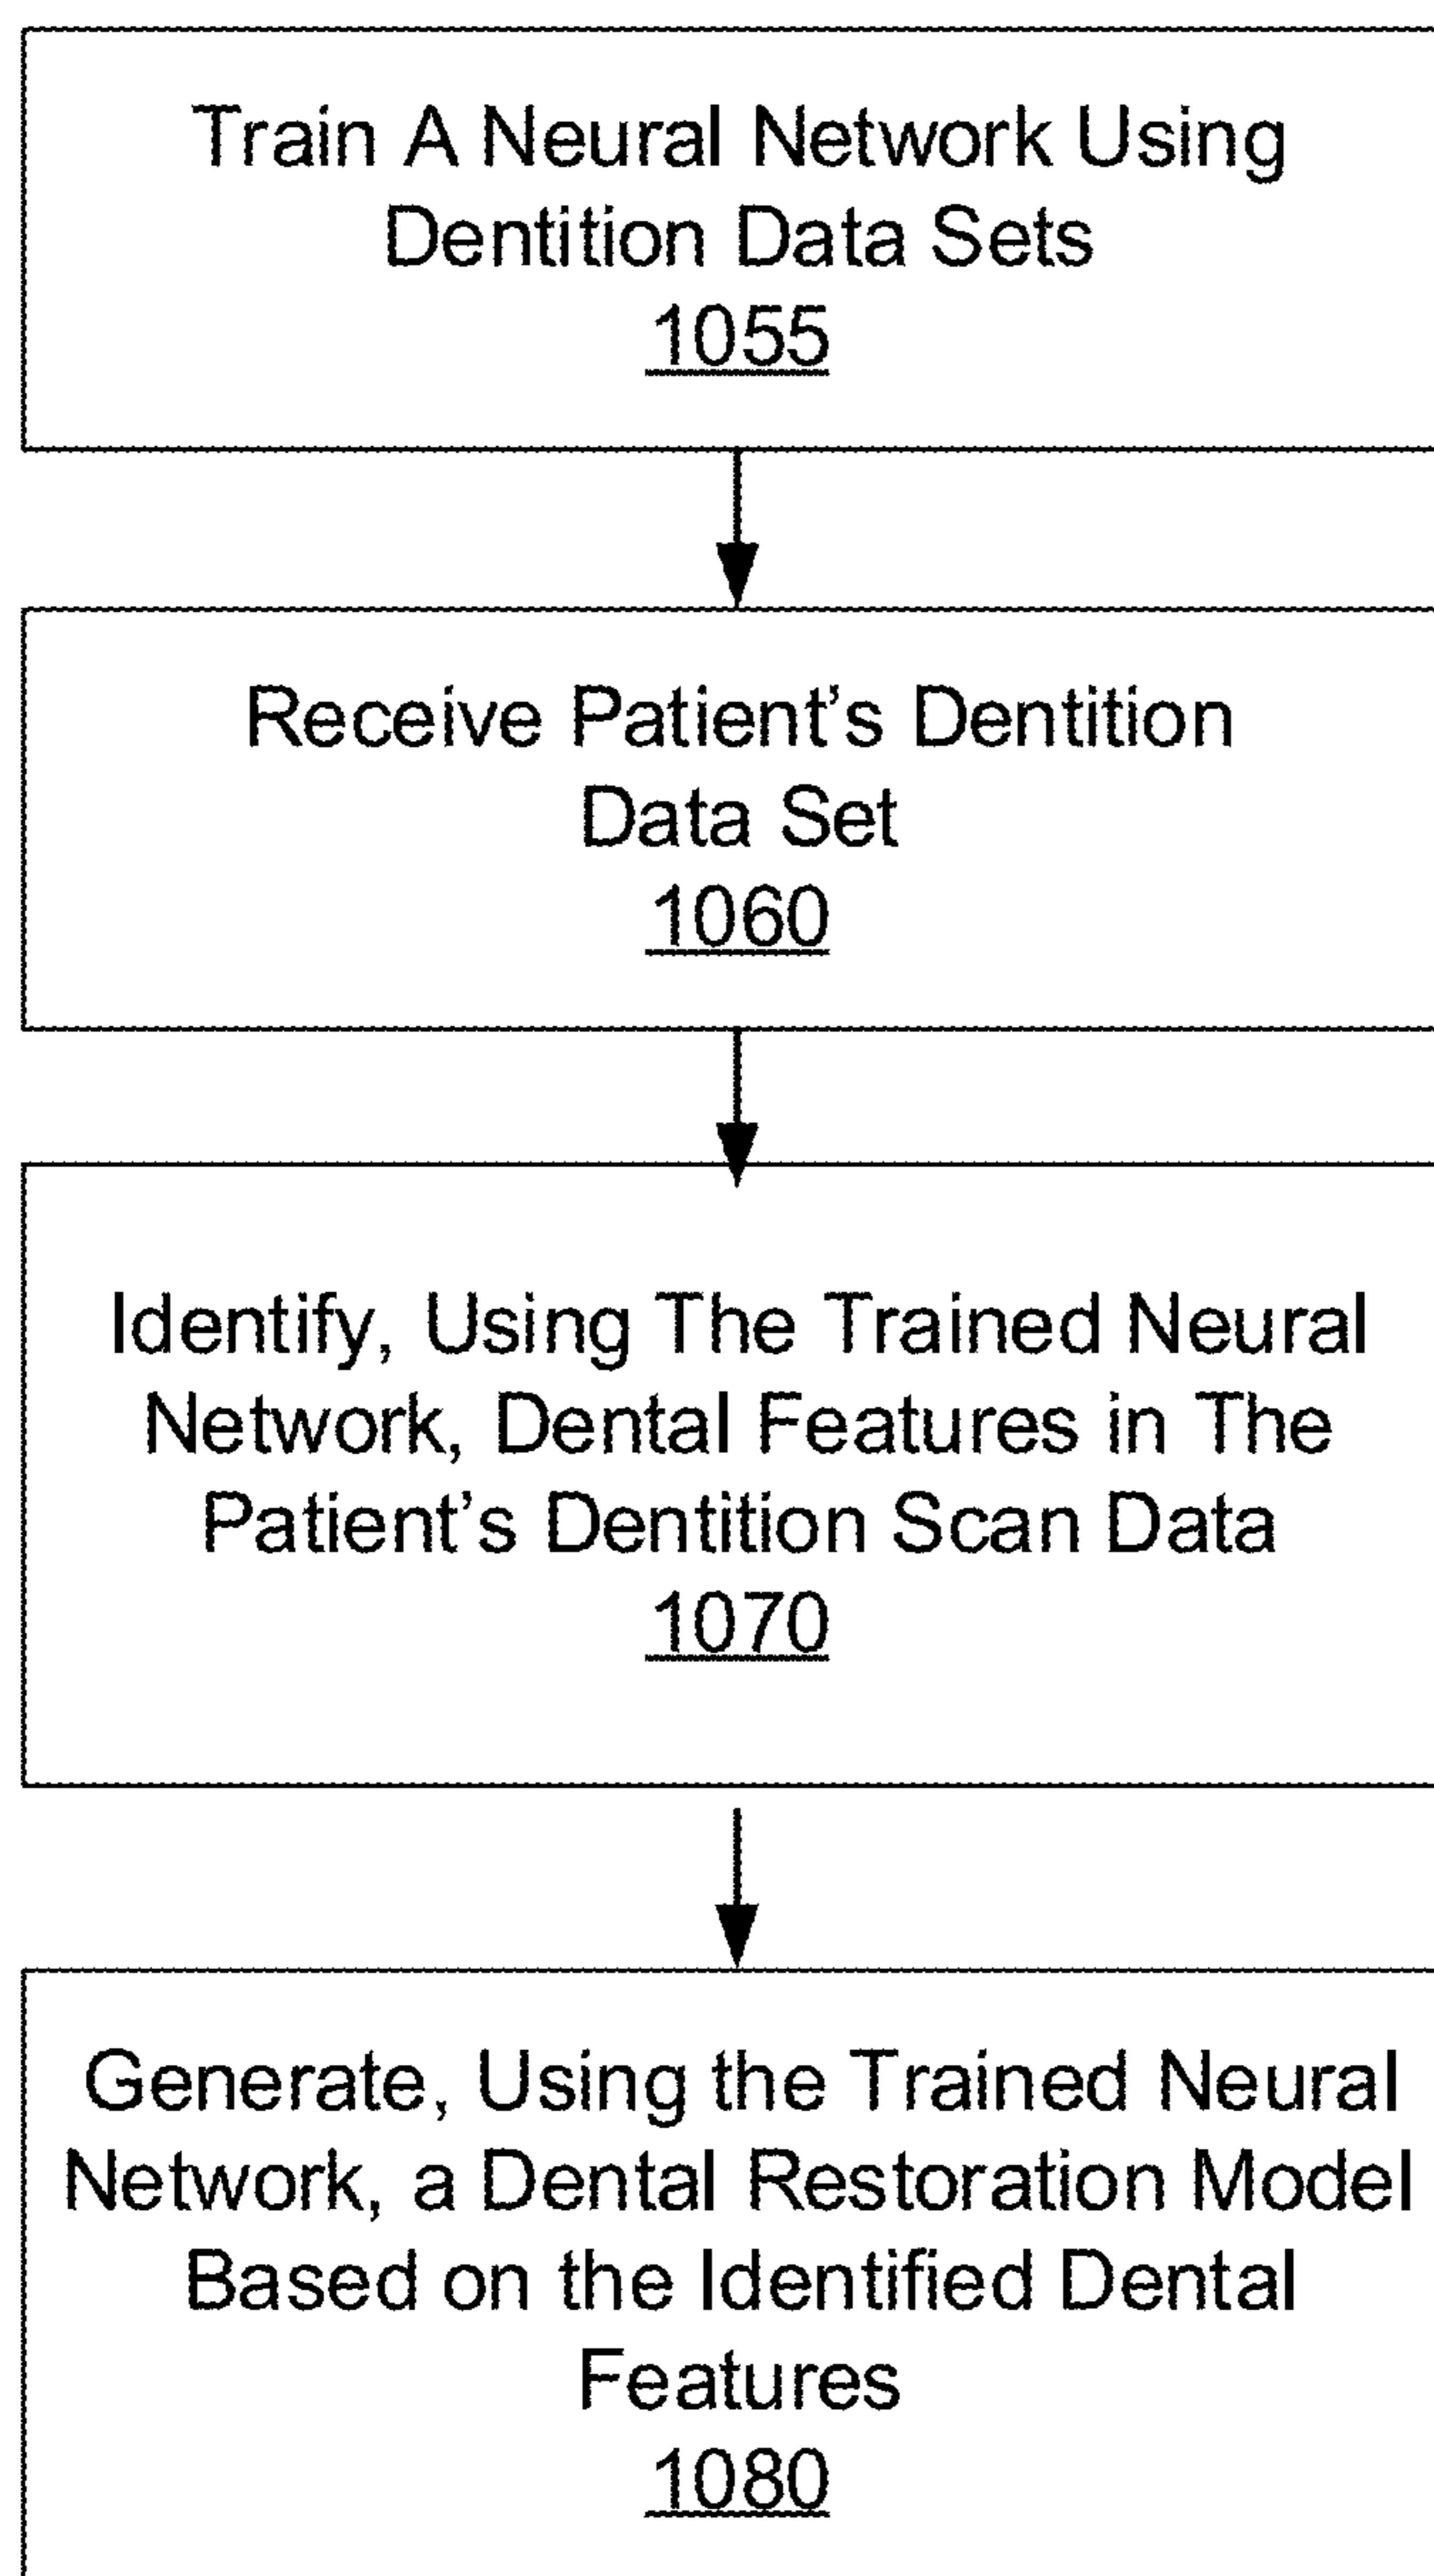 Train A Neural Network Using
Dentition Data Sets
1055
Receive Patient’s Dentition
Data Set
1060
Identify, Using The Trained Neural
Network, Dental Features in The
Patient’s Dentition Scan Data
1070
Generate, Using the Trained Neural
Network, a Dental Restoration Model
Based on the Identified Dental
Features
1080